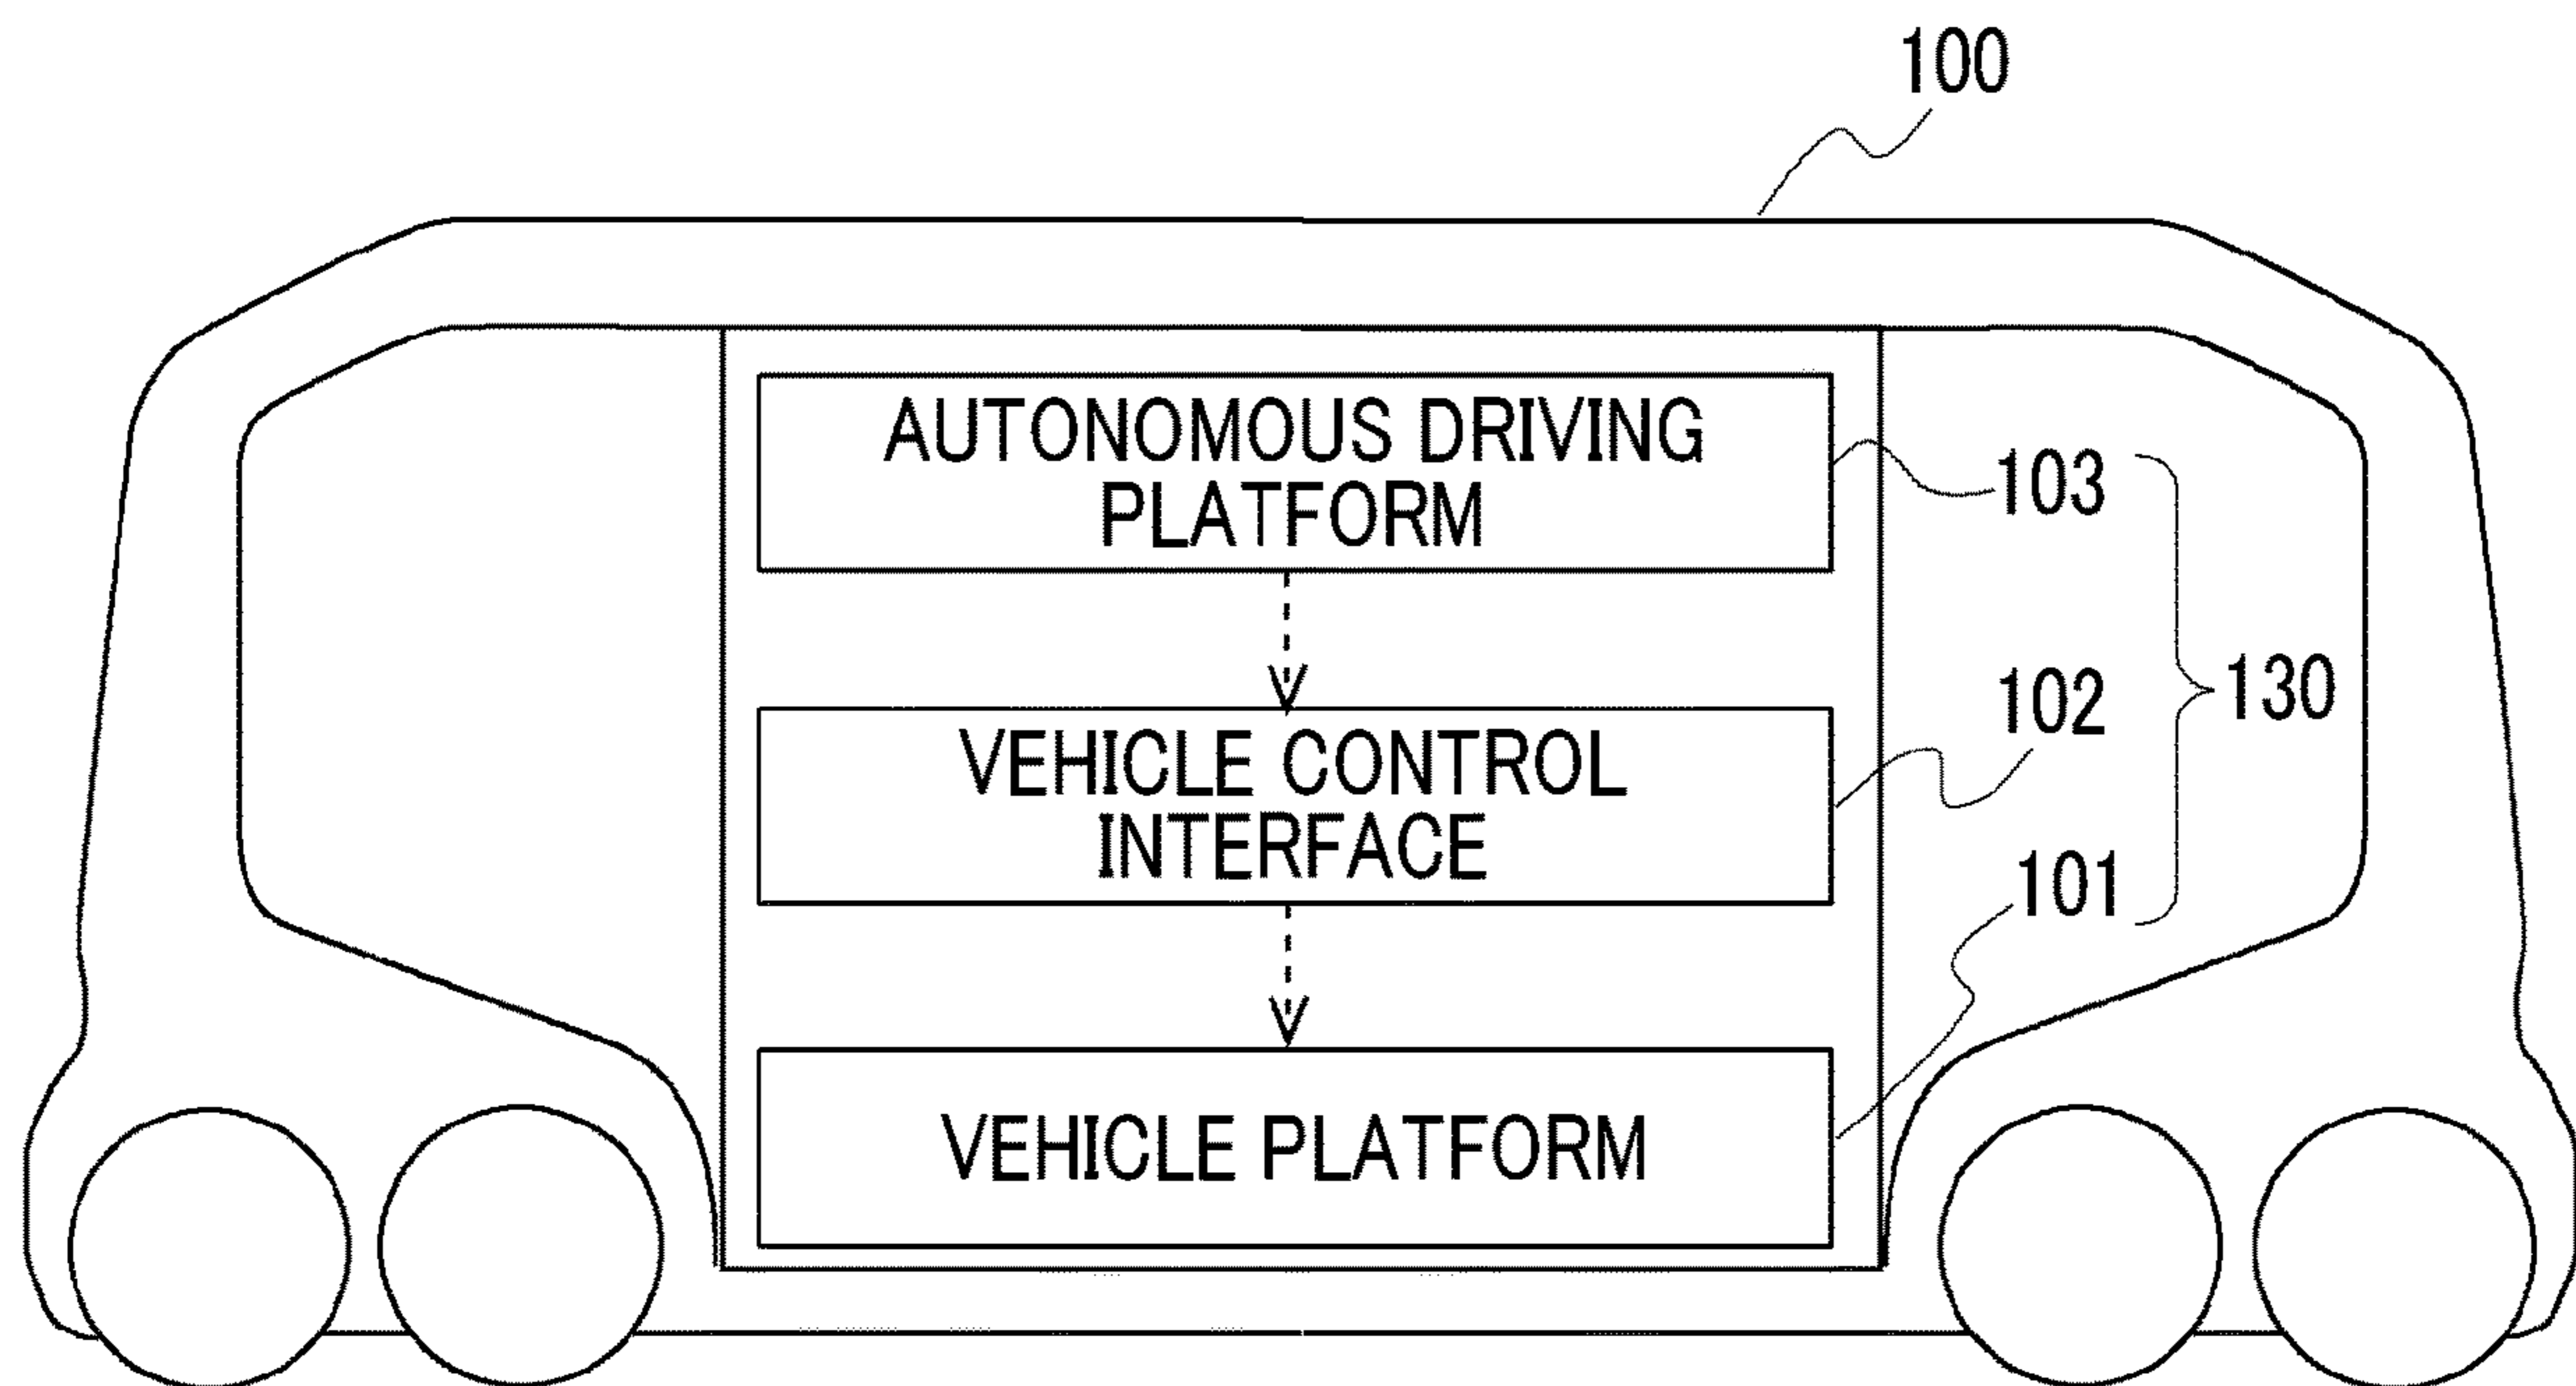 100
AUTONOMOUS DRIVING
PLATFORM
103
VEHICLE CONTROL
INTERFACE
102
130
101
VEHICLE PLATFORM